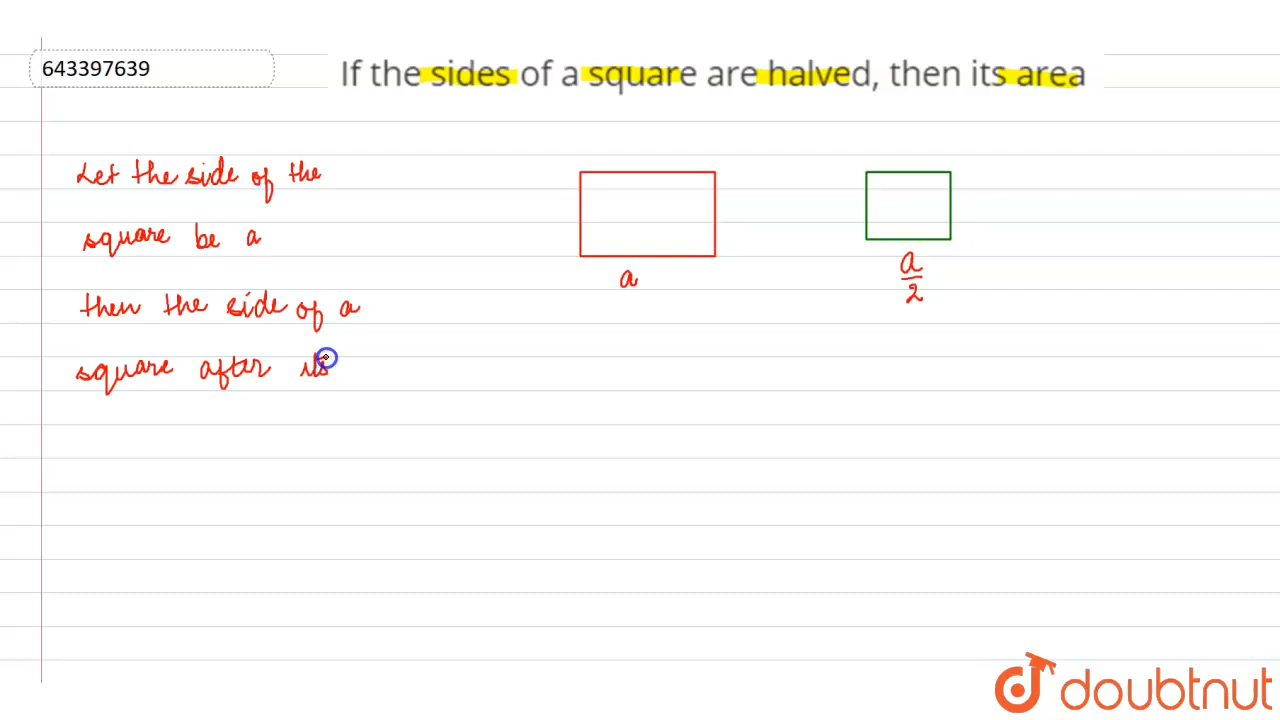 643397639
If the sides of a square are halved, then its area
Let the side of the
square be a
then the side of a
square after its
a
a
2
doubtnut